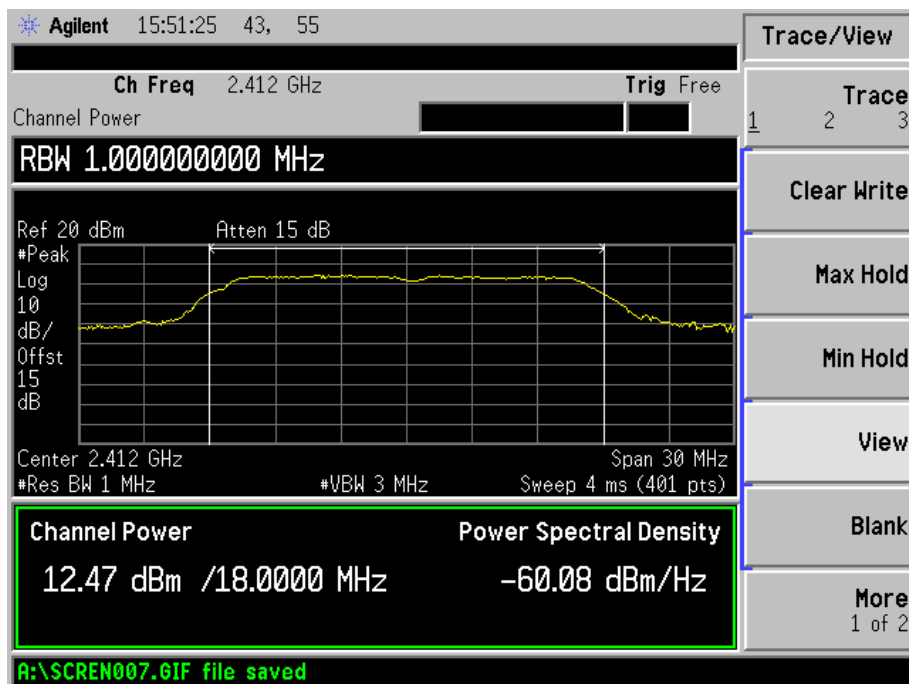 Agilent 15:51:25 43, 55
Trace/View
Ch Freq 2.412 GHz Trig Free
Channel Power
Trace
1 2 3
RBW 1.000000000 MHz
Clear Write
Ref 20 dBm Atten 15 dB
#Peak
Log
10
dB/
Offst
15
dB
Max Hold
Min Hold
Center 2.412 GHz Span 30 MHz
#Res BW 1 MHz #VBW 3 MHz Sweep 4 ms (401 pts)
View
Channel Power Power Spectral Density
12.47 dBm /18.0000 MHz -60.08 dBm/Hz
Blank
More
1 of 2
A:\SCREN007.GIF file saved